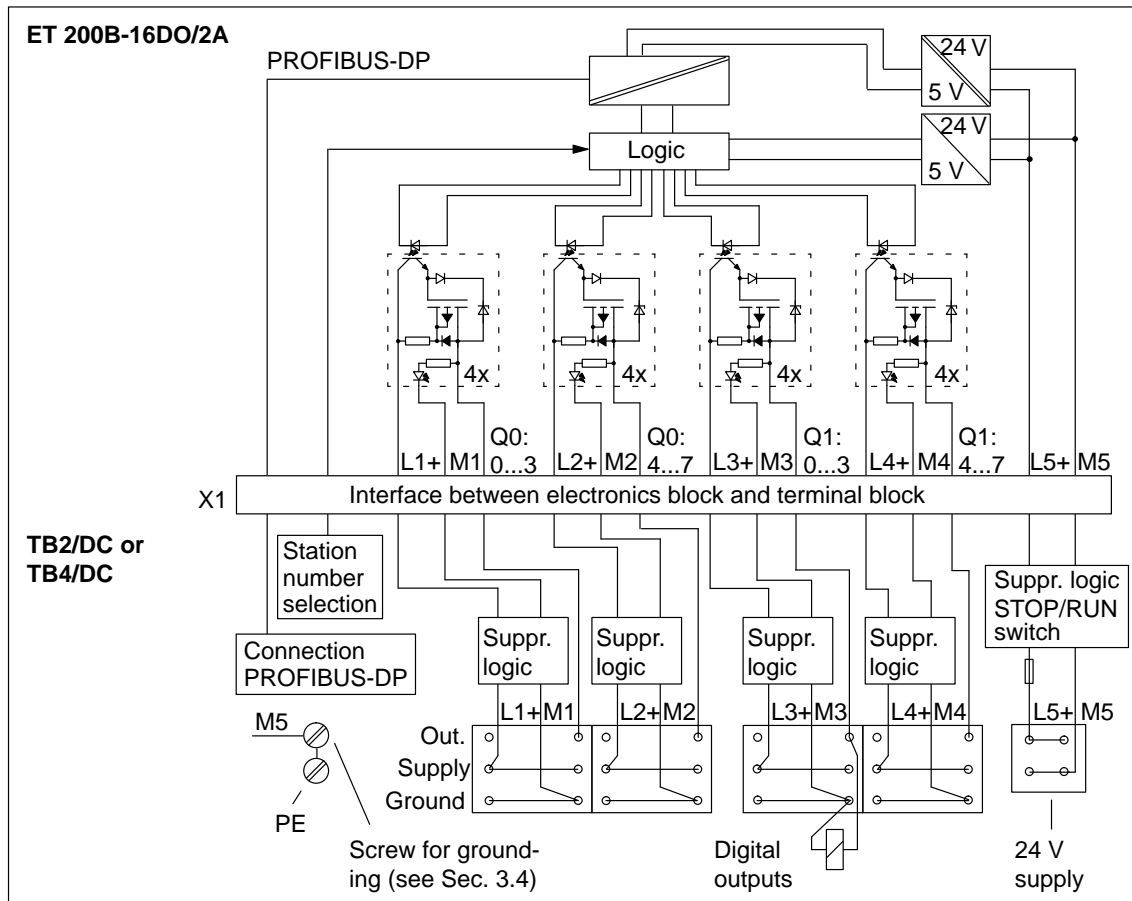 ET 200B-16DO/2A
PROFIBUS-DP
24 V
5 V
24 V
5 V
Logic
4x
4x
4x
4x
Q0:
Q0:
Q1:
Q1:
L1+ M1 0...3 L2+ M2 4...7 L3+ M3 0...3 L4+ M4 4...7 L5+ M5
X1
Interface between electronics block and terminal block
TB2/DC or
TB4/DC
Station
number
selection
Suppr. logic
STOP/RUN
switch
Suppr.
logic
Suppr.
logic
Suppr.
logic
Suppr.
logic
Connection
PROFIBUS-DP
M5
L1+M1
L2+M2
L3+M3
L4+M4
L5+ M5
Out.
Supply
Ground
PE
Screw for ground-
ing (see Sec. 3.4)
Digital
outputs
24 V
supply